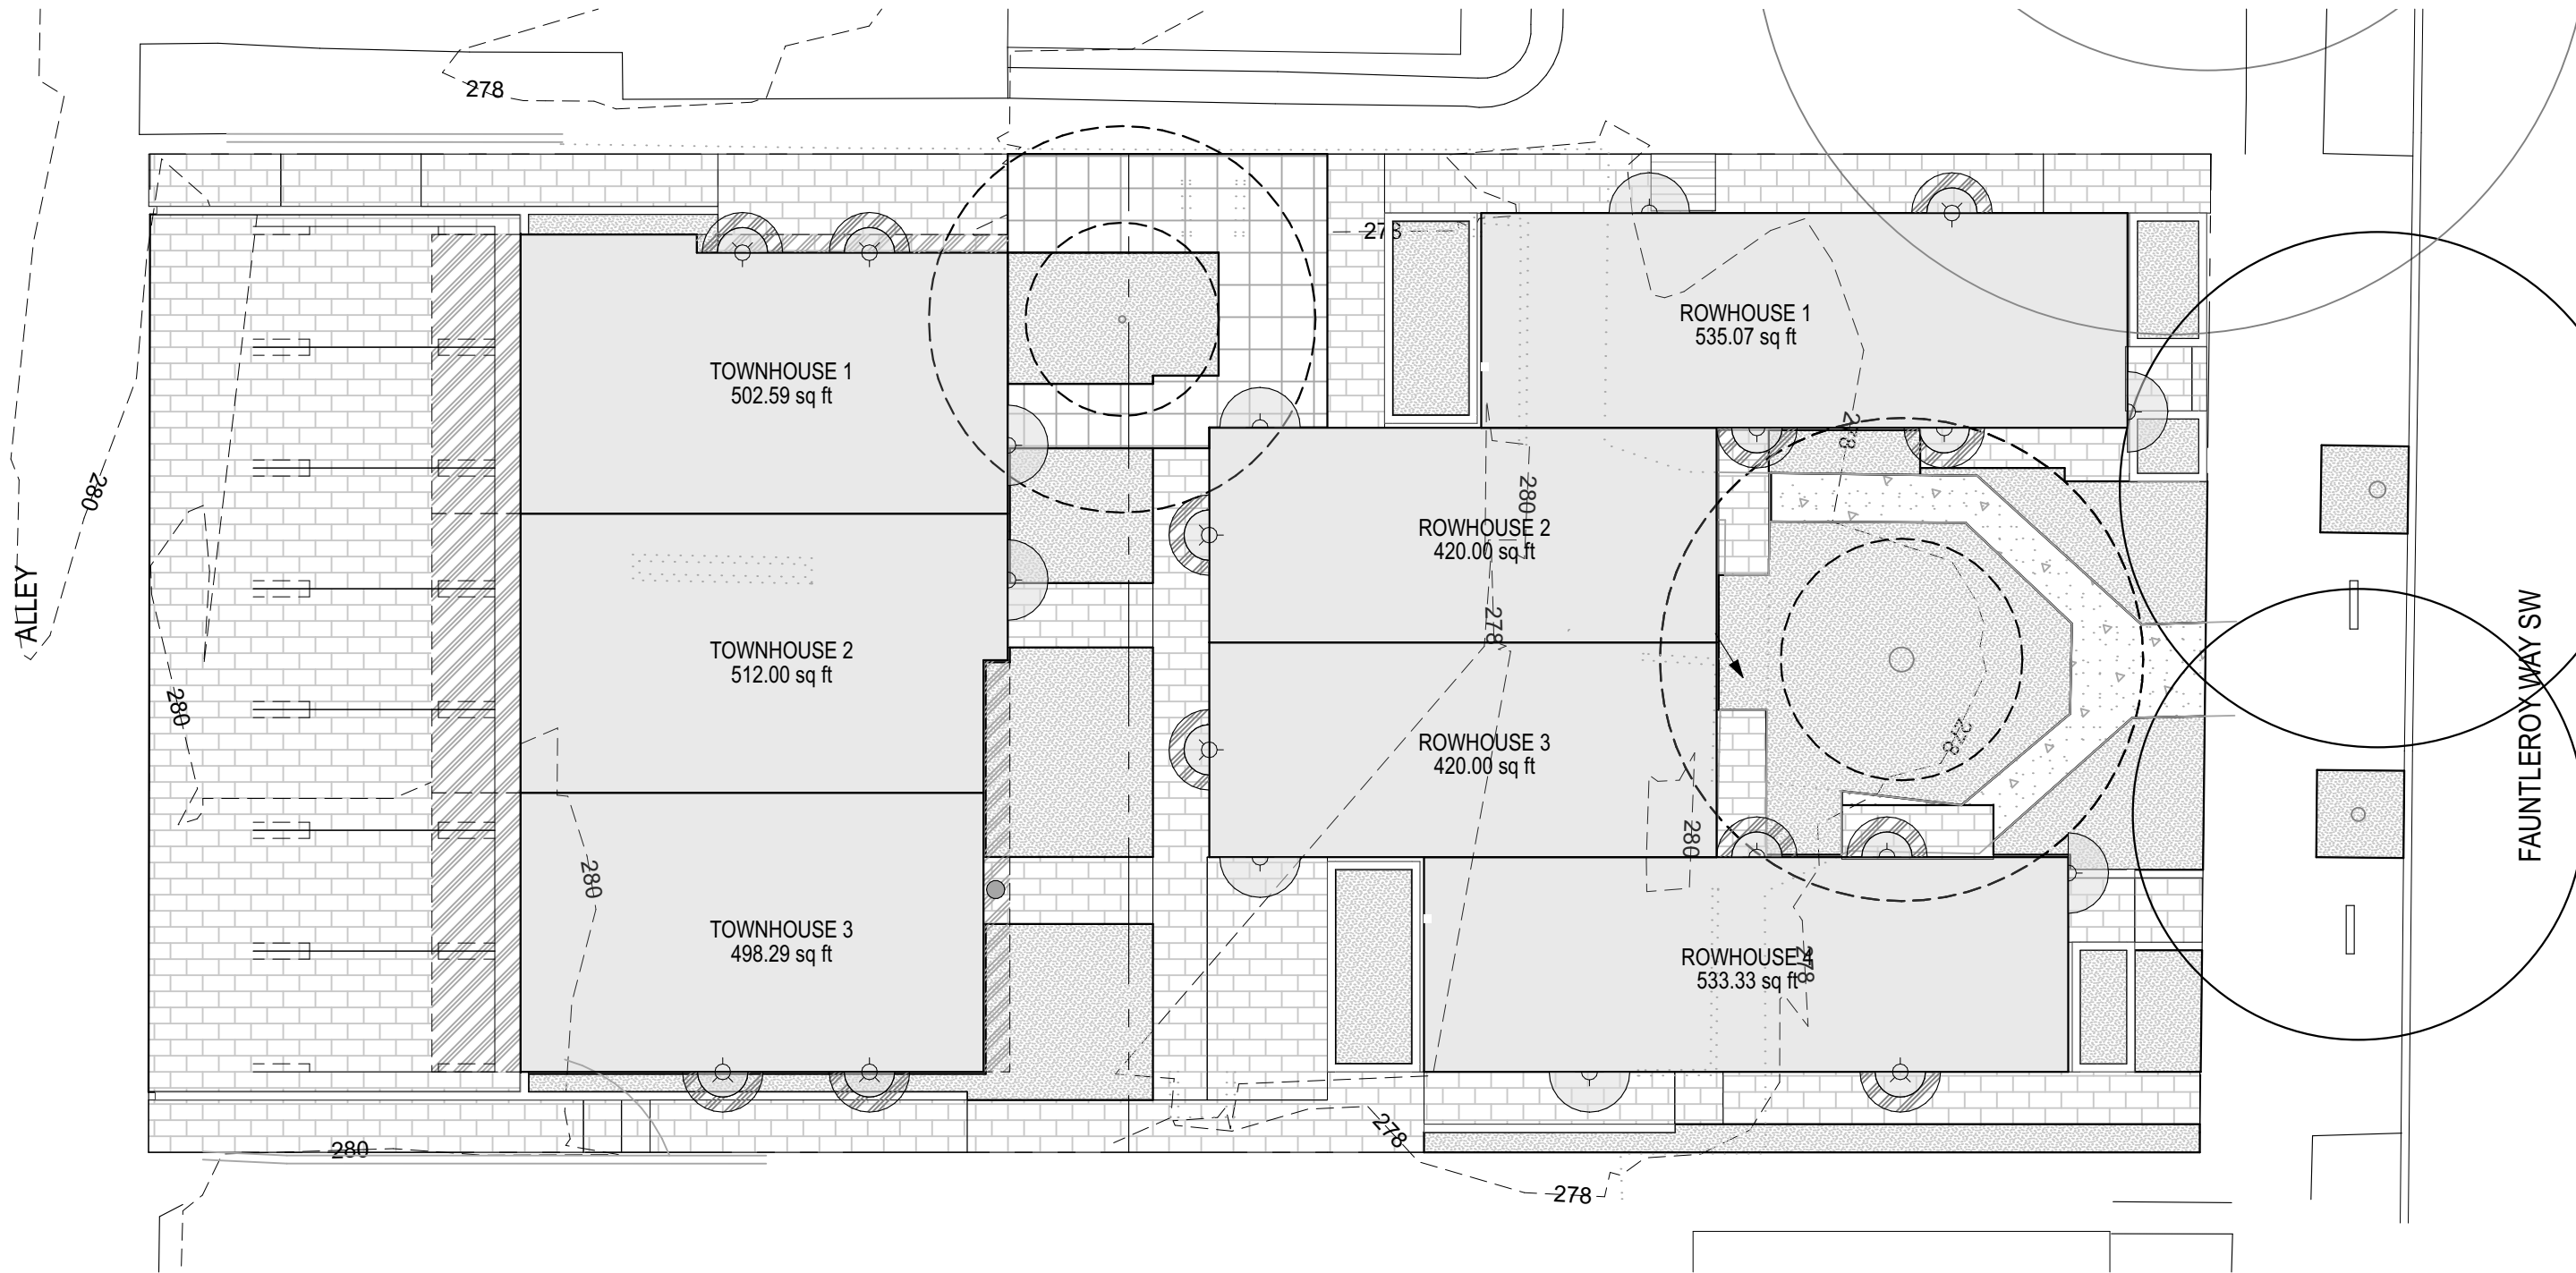 278
278
TOWNHOUSE 1
502.59 sq ft
ROWHOUSE 1
535.07 sq ft
278
280
280
ROWHOUSE 2
420.00 sq ft
278
ALLEY
TOWNHOUSE 2
512.00 sq ft
280
ROWHOUSE 3
420.00 sq ft
278
FAUNTLEROY WAY SW
280
280
TOWNHOUSE 3
498.29 sq ft
ROWHOUSE 4
533.33 sq ft
278
280
278
278